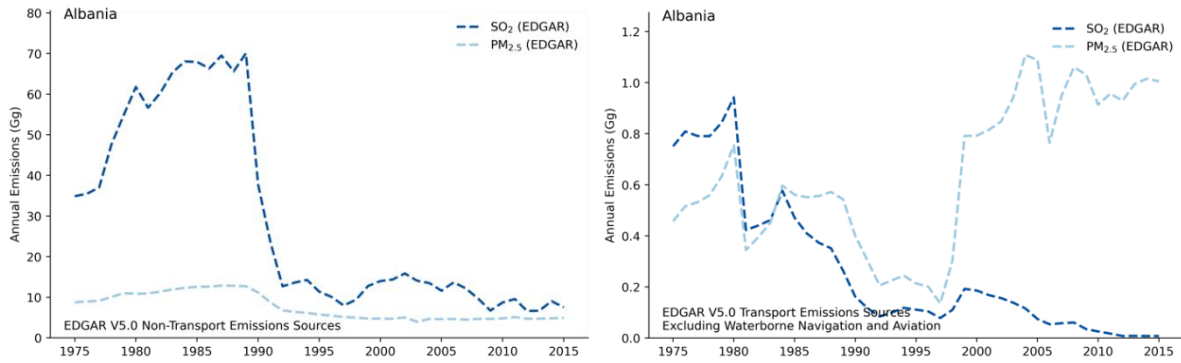 Albania
SO₂ (EDGAR)
PM₂.₅ (EDGAR)
Annual Emissions (Gg)
80
70
60
50
40
30
20
10
0
EDGAR V5.0 Non-Transport Emissions Sources
1975 1980 1985 1990 1995 2000 2005 2010 2015
Albania
SO₂ (EDGAR)
PM₂.₅ (EDGAR)
Annual Emissions (Gg)
1.2
1.0
0.8
0.6
0.4
0.2
0.0
EDGAR V5.0 Transport Emissions Sources
Excluding Waterborne Navigation and Aviation
1975 1980 1985 1990 1995 2000 2005 2010 2015